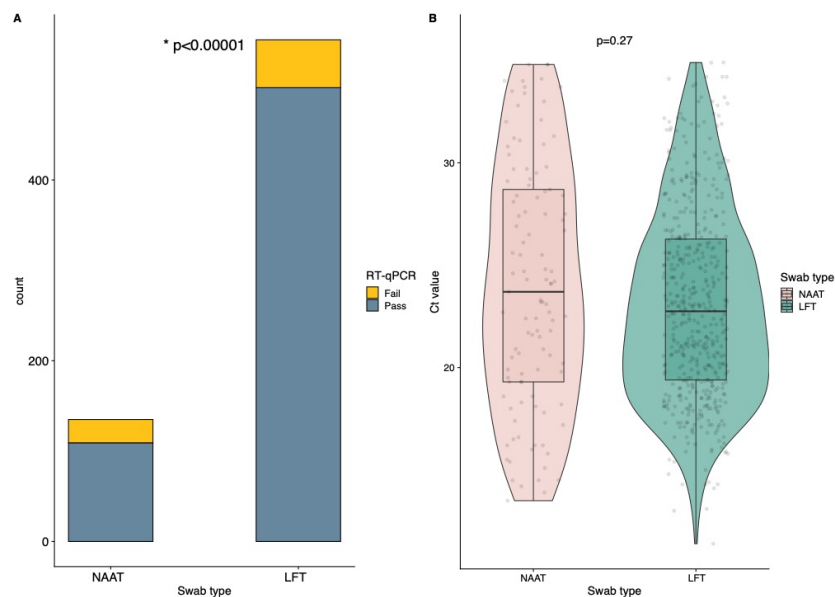 A
* p<0.00001
400
200
0
count
NAAT
LFT
Swab type
RT-qPCR
Fail
Pass
B
p=0.27
30
20
Ct value
NAAT
LFT
Swab type
Swab type
NAAT
LFT